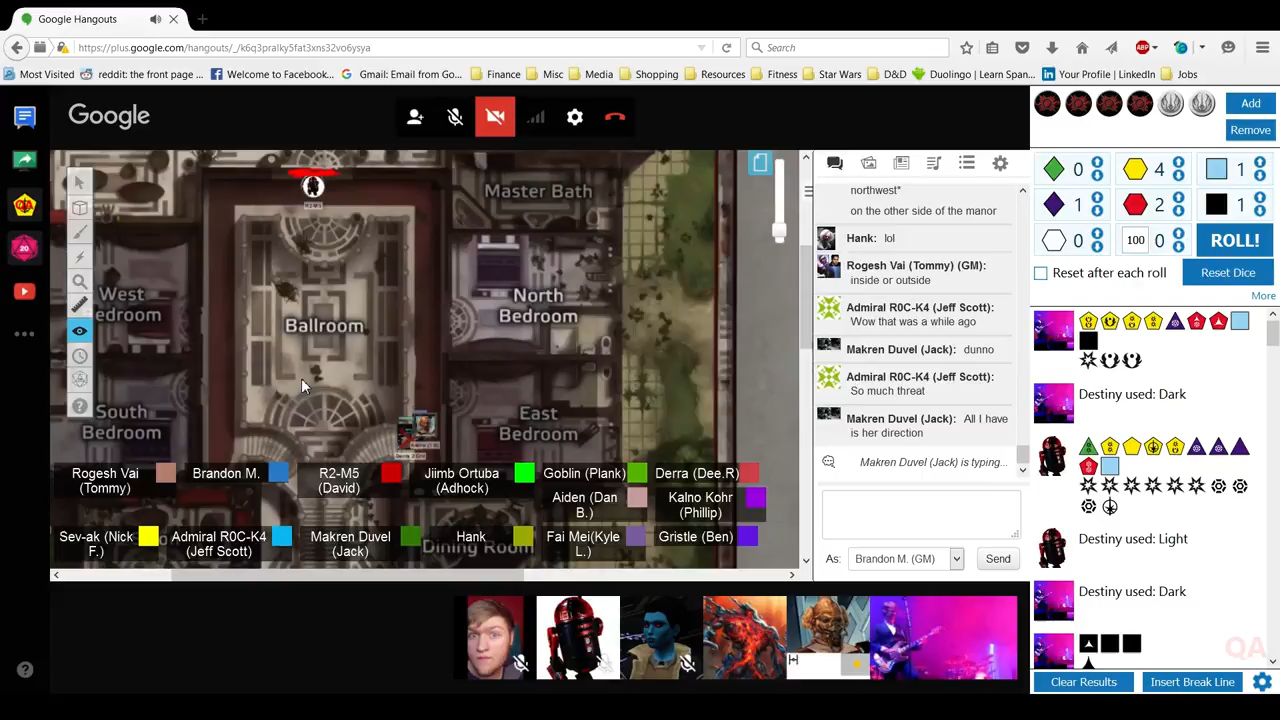 Google Hangouts
https://plus.google.com/hangouts/_/k6q3pralky5fat3xns32vo6ysya
Search
ABP
Most Visited
reddit: the front page ...
Welcome to Facebook...
Gmail: Email from Go...
Finance
Misc
Media
Shopping
Resources
Fitness
Star Wars
D&D
Duolingo | Learn Span...
Your Profile | LinkedIn
Jobs
Google
Master Bath
R2-M5
West
Bedroom
North
Bedroom
Ballroom
South
Bedroom
East
Bedroom
Dining Room
Rogesh Vai
(Tommy)
Brandon M.
R2-M5
(David)
Jiimb Ortuba
(Adhock)
Goblin (Plank)
Derra (Dee.R)
Aiden (Dan
B.)
Kalno Kohr
(Phillip)
Sev-ak (Nick
F.)
Admiral R0C-K4
(Jeff Scott)
Makren Duvel
(Jack)
Hank
Fai Mei(Kyle
L.)
Gristle (Ben)
northwest*
on the other side of the manor
Hank: lol
Rogesh Vai (Tommy) (GM):
inside or outside
Admiral R0C-K4 (Jeff Scott):
Wow that was a while ago
Makren Duvel (Jack): dunno
Admiral R0C-K4 (Jeff Scott):
So much threat
Makren Duvel (Jack): All I have
is her direction
Makren Duvel (Jack) is typing...
As:
Brandon M. (GM)
Send
Add
Remove
0
4
1
1
2
1
0
100
0
ROLL!
Reset after each roll
Reset Dice
More
Destiny used: Dark
Destiny used: Light
Destiny used: Dark
QA
Clear Results
Insert Break Line